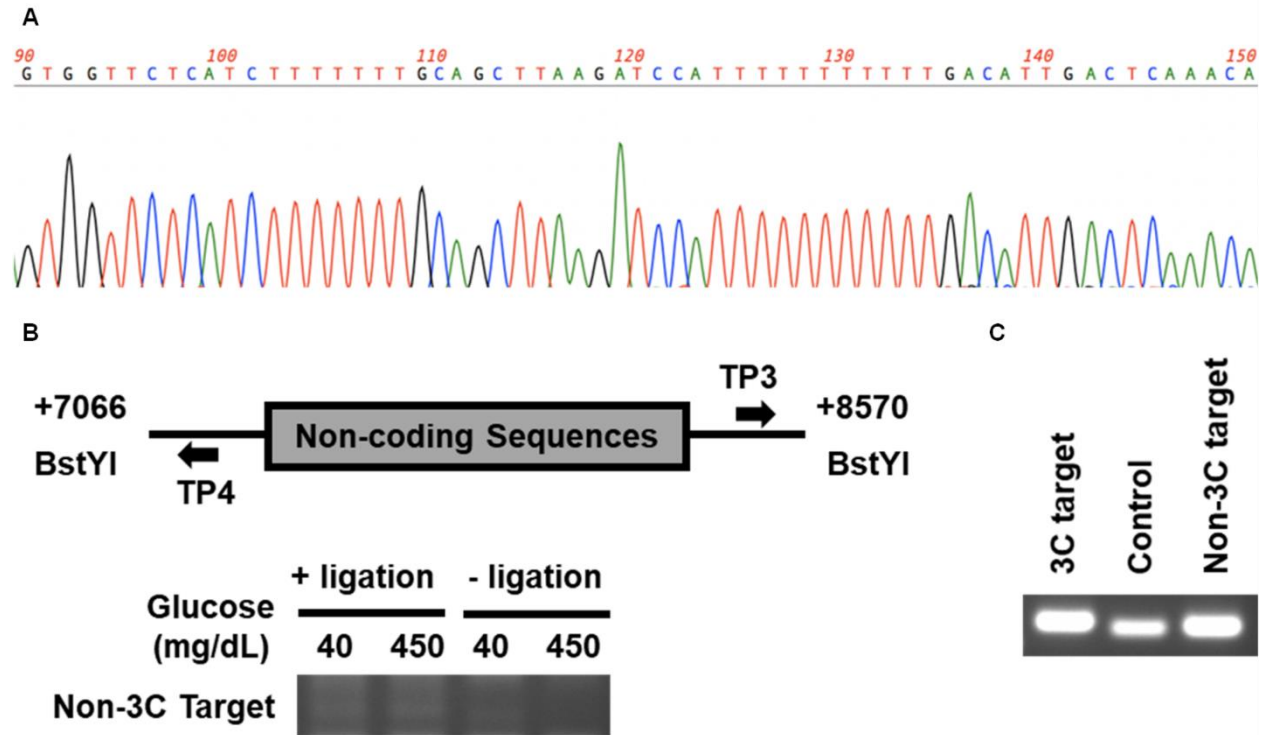 A
90 100 110 120 130 140 150
G T G G T T C T C A T C T T T T T T T G C A G C T T A A G A T C C A T T T T T T T T T T T G A C A T T G A C T C A A A C A
B
+7066
BstYI
TP4
Non-coding Sequences
TP3
+8570
BstYI
+ ligation - ligation
Glucose
(mg/dL) 40 450 40 450
Non-3C Target
C
3C target
Control
Non-3C target